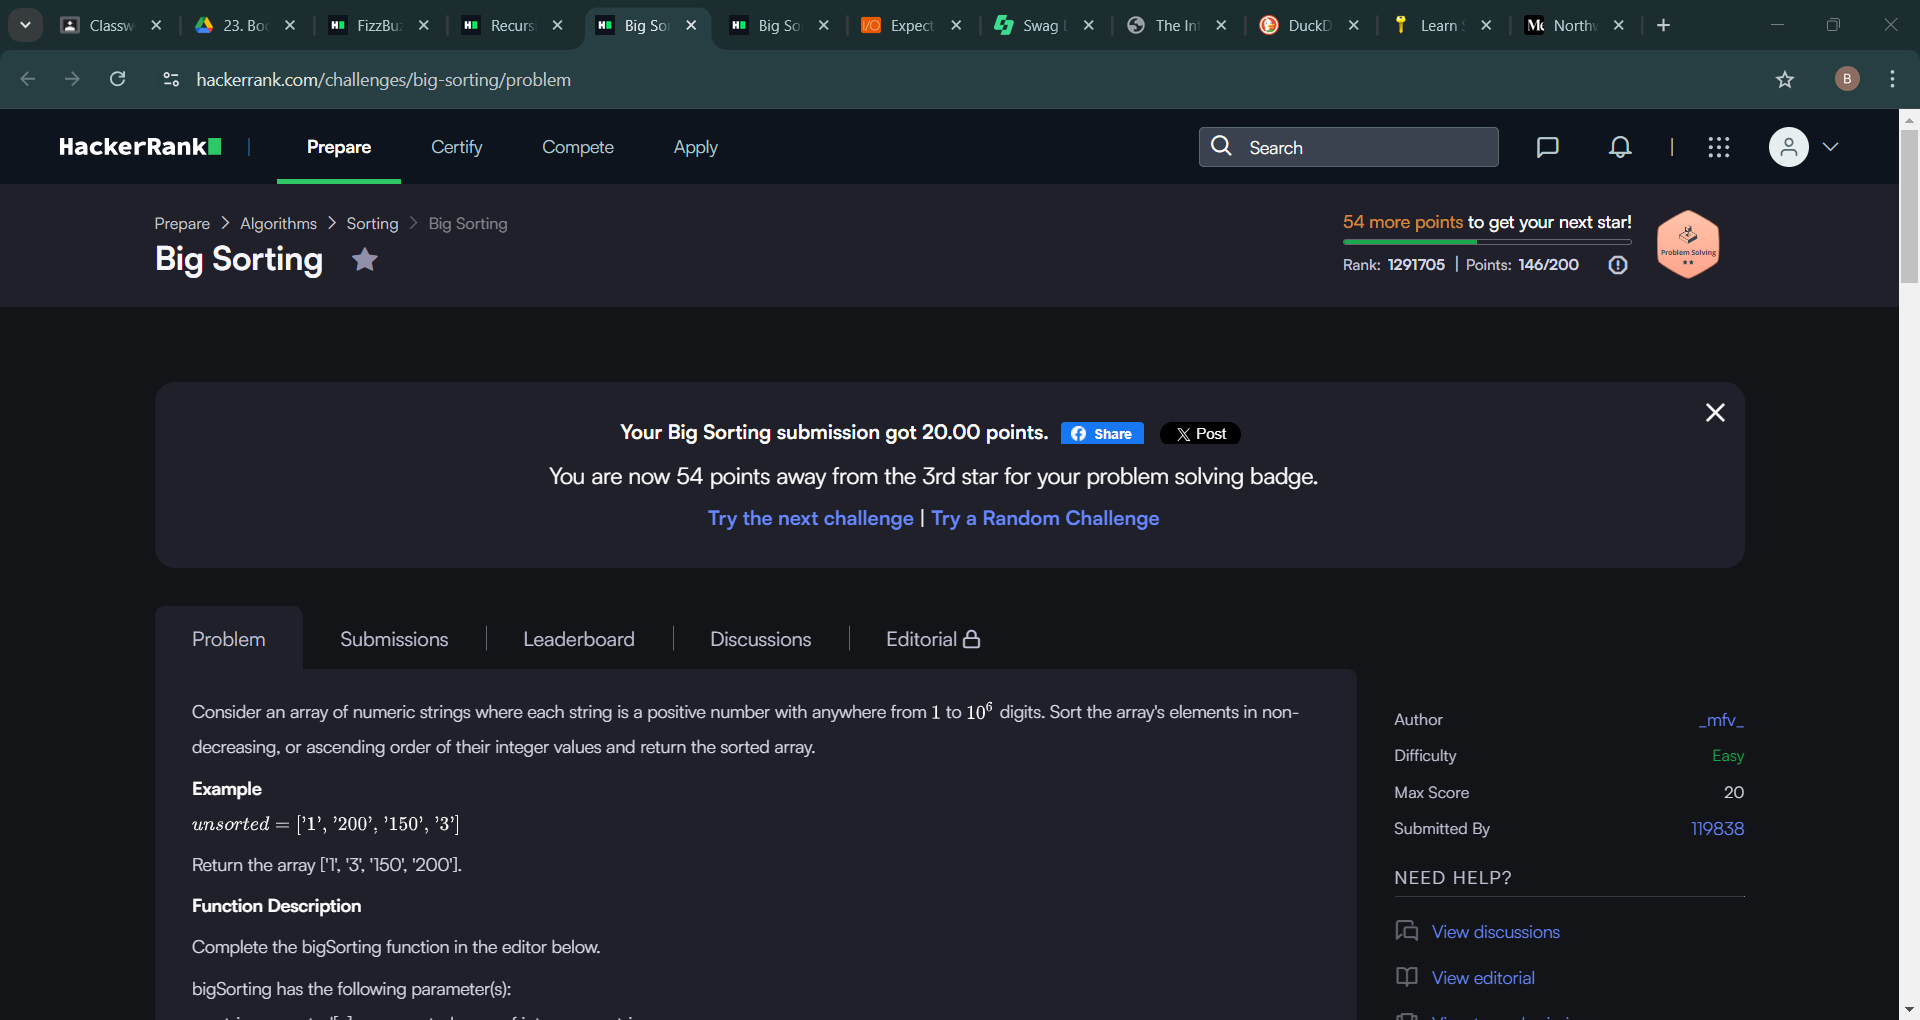 Classw
23. Bo
FizzBu
Recurs
Big So
Big So
Expect
Swag
The In
DuckD
Learn
North
hackerrank.com/challenges/big-sorting/problem
B
HackerRank
Prepare
Certify
Compete
Apply
Search
Prepare > Algorithms > Sorting > Big Sorting
Big Sorting
54 more points to get your next star!
Rank: 1291705 | Points: 146/200
Problem Solving
Your Big Sorting submission got 20.00 points.
Share
X Post
You are now 54 points away from the 3rd star for your problem solving badge.
Try the next challenge | Try a Random Challenge
Problem
Submissions
Leaderboard
Discussions
Editorial
Consider an array of numeric strings where each string is a positive number with anywhere from 1 to 10^6 digits. Sort the array's elements in non-
decreasing, or ascending order of their integer values and return the sorted array.
Example
unsorted = ['1', '200', '150', '3']
Return the array ['1', '3', '150', '200'].
Function Description
Complete the bigSorting function in the editor below.
bigSorting has the following parameter(s):
Author _mfv_
Difficulty Easy
Max Score 20
Submitted By 119838
NEED HELP?
View discussions
View editorial